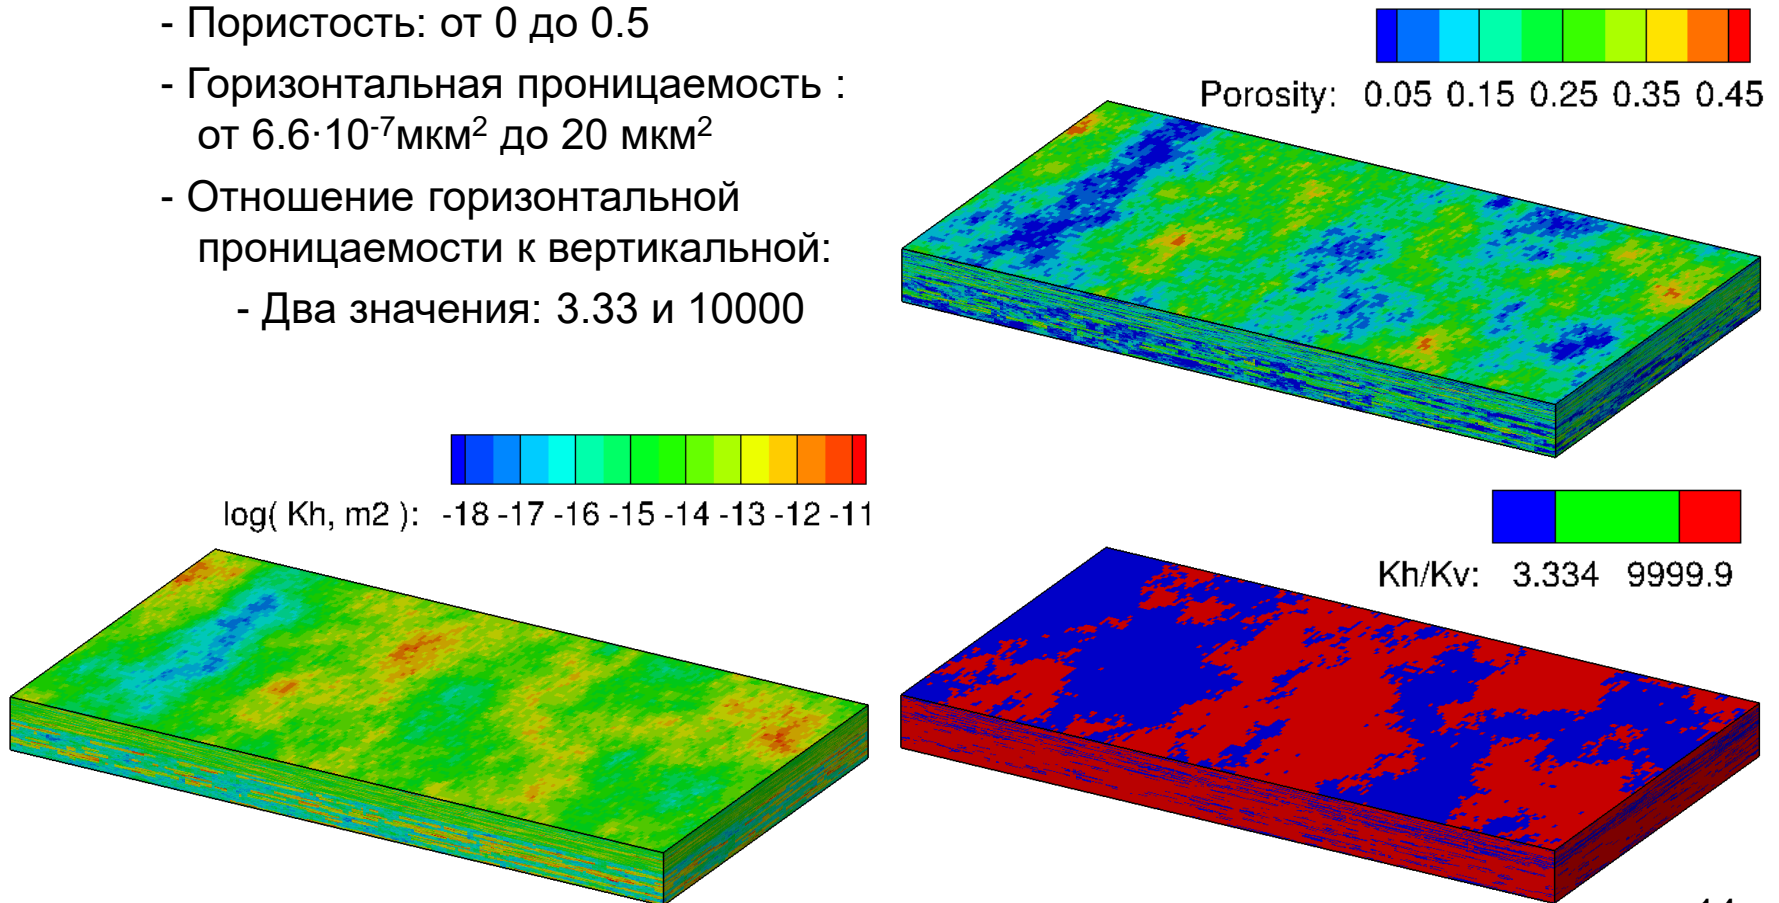 - Пористость: от 0 до 0.5
- Горизонтальная проницаемость :
от 6.6·10⁻⁷мкм² до 20 мкм²
- Отношение горизонтальной
проницаемости к вертикальной:
- Два значения: 3.33 и 10000
Porosity: 0.05 0.15 0.25 0.35 0.45
log( Kh, m2 ): -18 -17 -16 -15 -14 -13 -12 -11
Kh/Kv: 3.334 9999.9